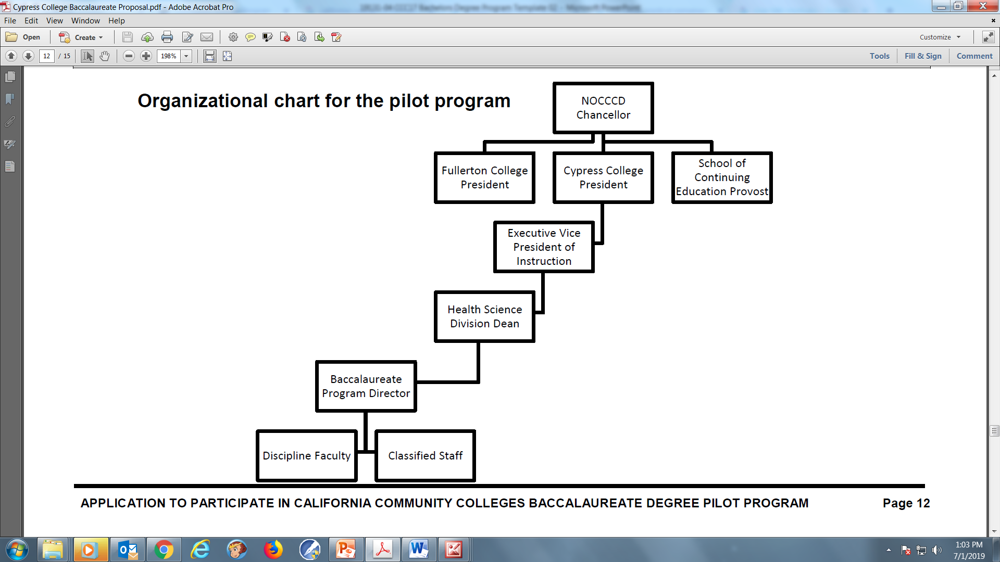 Cypress College Baccalaureate Proposal.pdf - Adobe Acrobat Pro
File Edit View Window Help
Open Create Customize
12 / 15 198% Tools Fill & Sign Comment
Organizational chart for the pilot program
NOCCCD
Chancellor
Fullerton College
President
Cypress College
President
School of
Continuing
Education Provost
Executive Vice
President of
Instruction
Health Science
Division Dean
Baccalaureate
Program Director
Discipline Faculty
Classified Staff
APPLICATION TO PARTICIPATE IN CALIFORNIA COMMUNITY COLLEGES BACCALAUREATE DEGREE PILOT PROGRAM Page 12
1:03 PM
7/1/2019